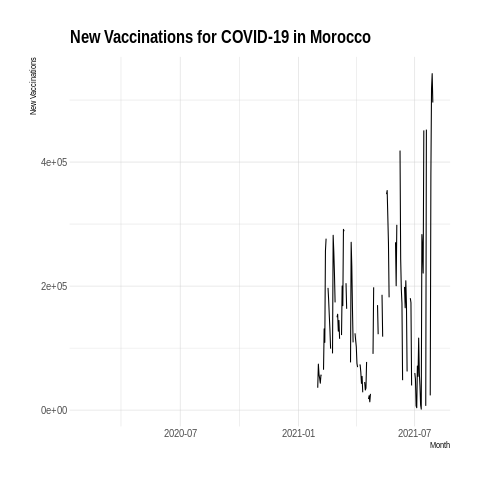 New Vaccinations for COVID-19 in Morocco
New Vaccinations
4e+05
2e+05
0e+00
2020-07
2021-01
2021-07
Month